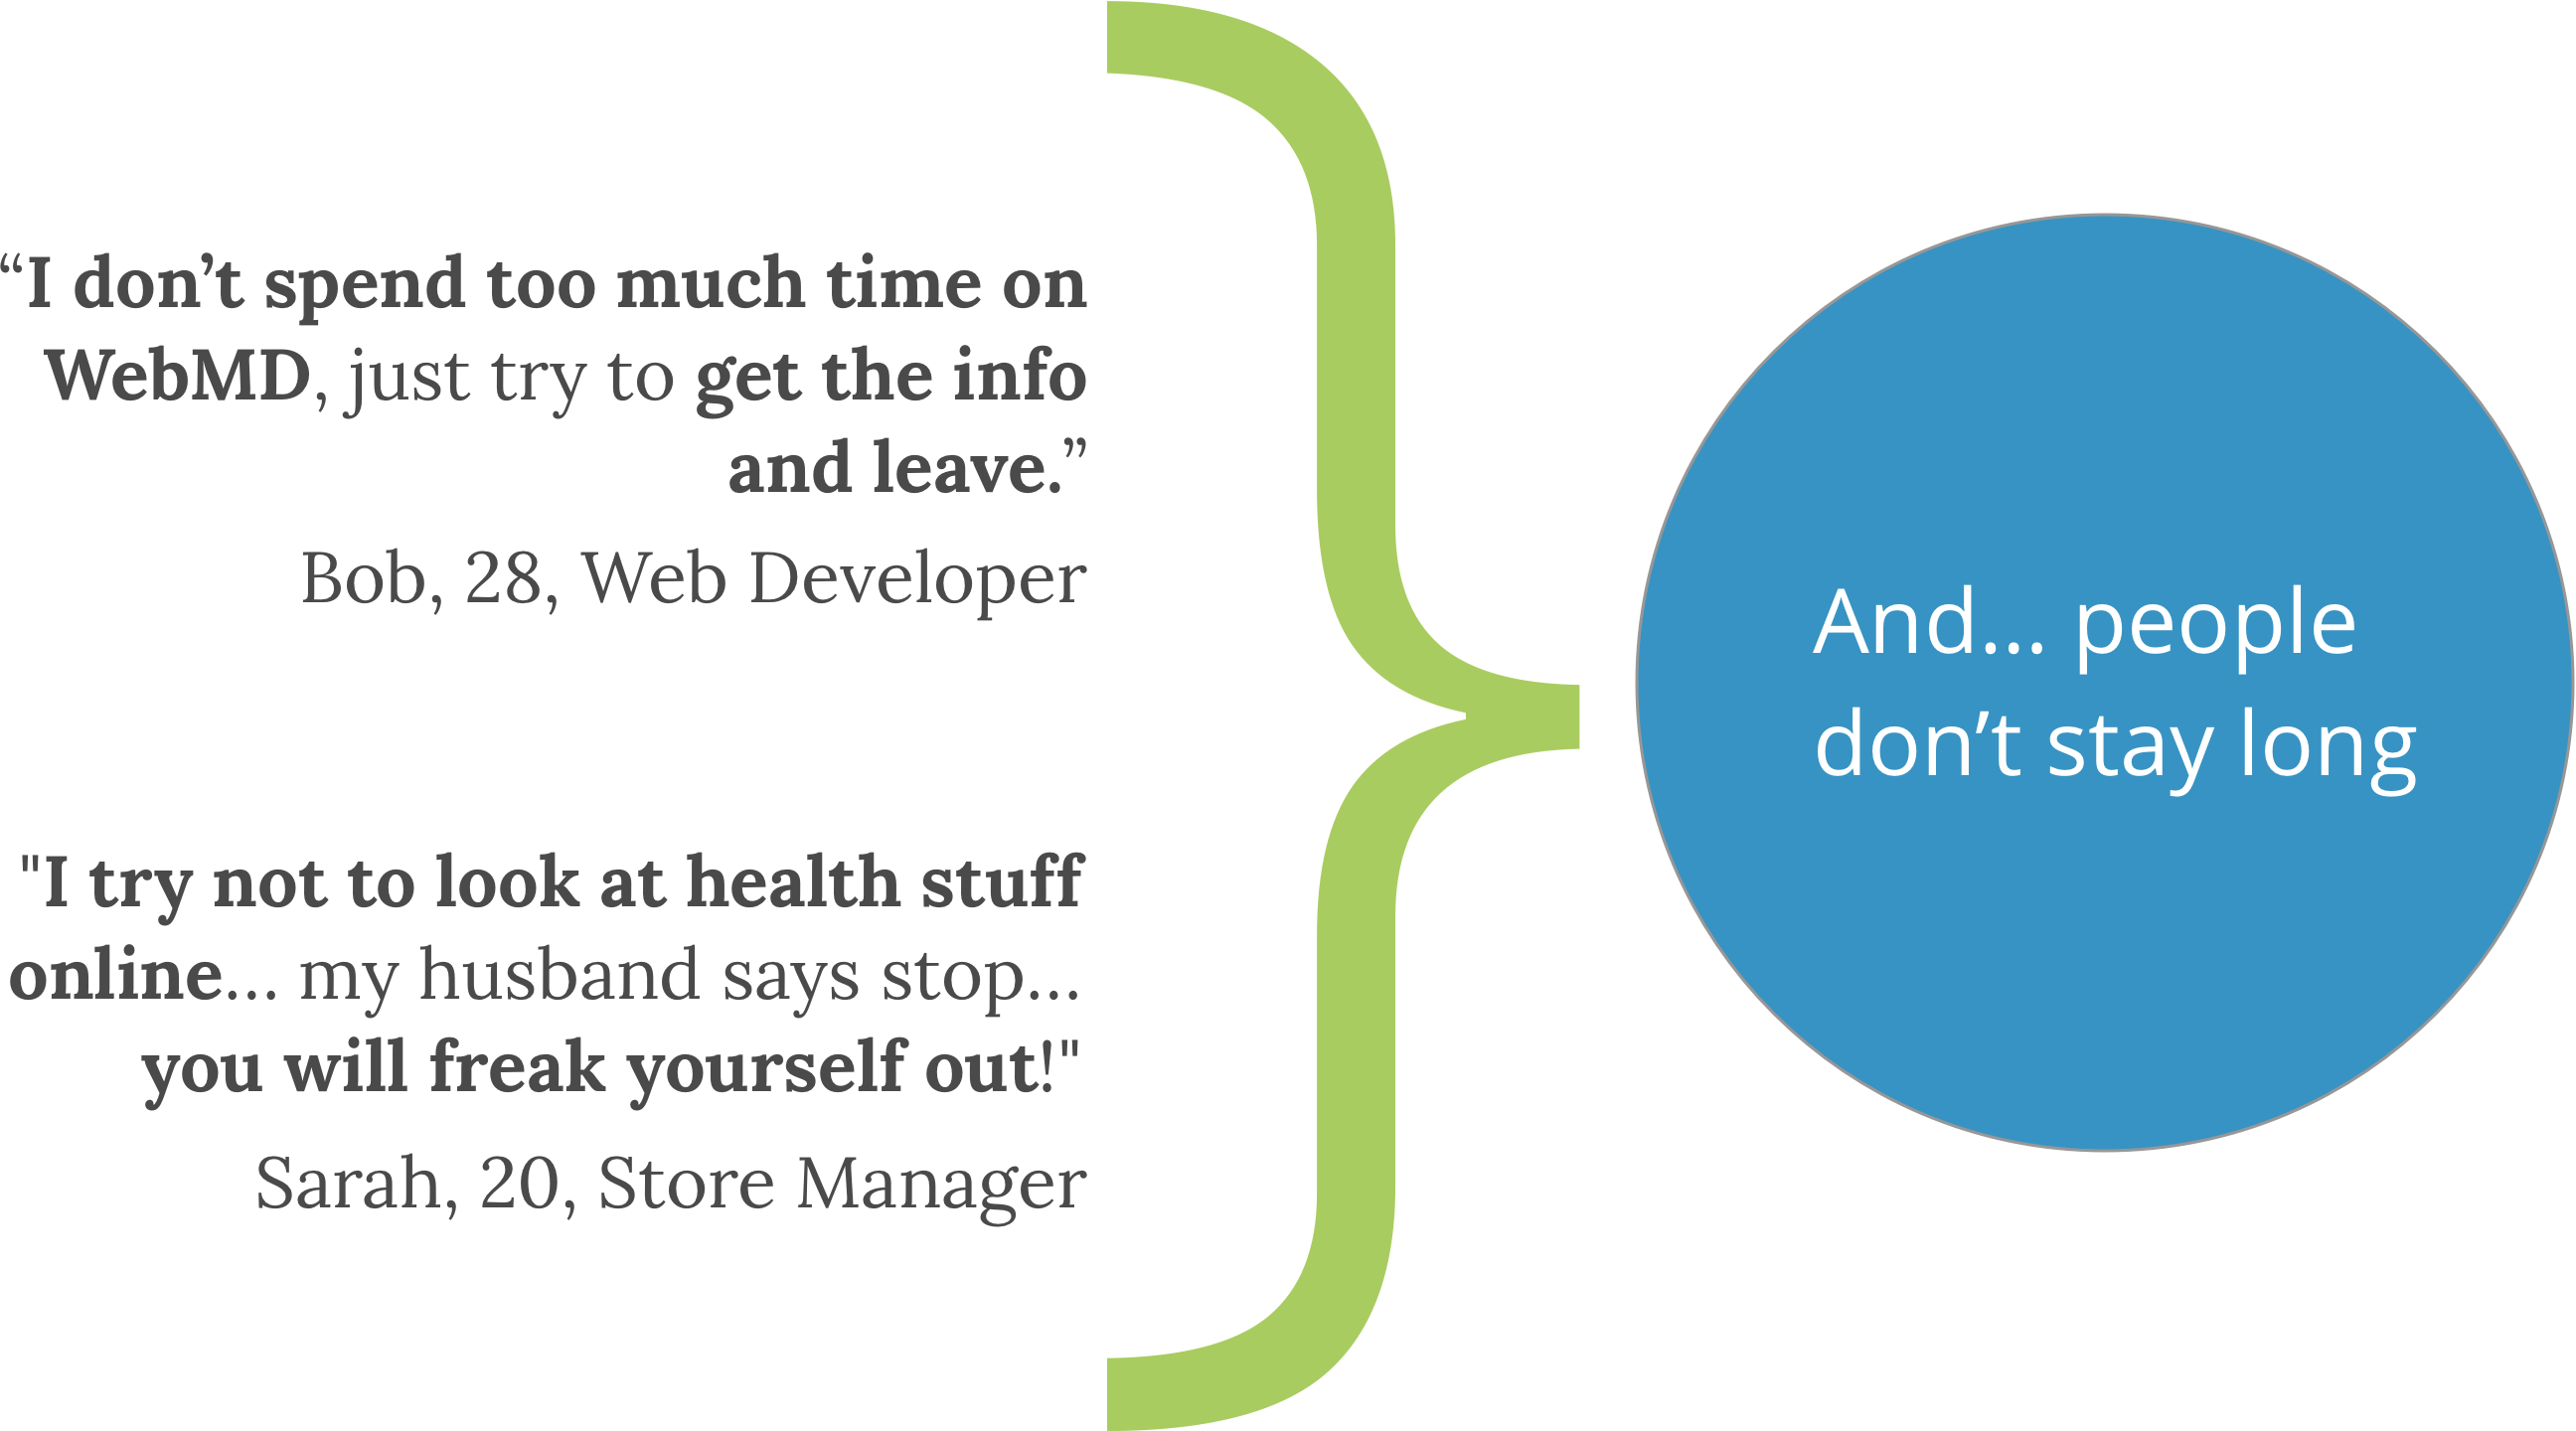 “I don’t spend too much time on
WebMD, just try to get the info
and leave.”
Bob, 28, Web Developer
"I try not to look at health stuff
online... my husband says stop...
you will freak yourself out!"
Sarah, 20, Store Manager
And... people
don’t stay long